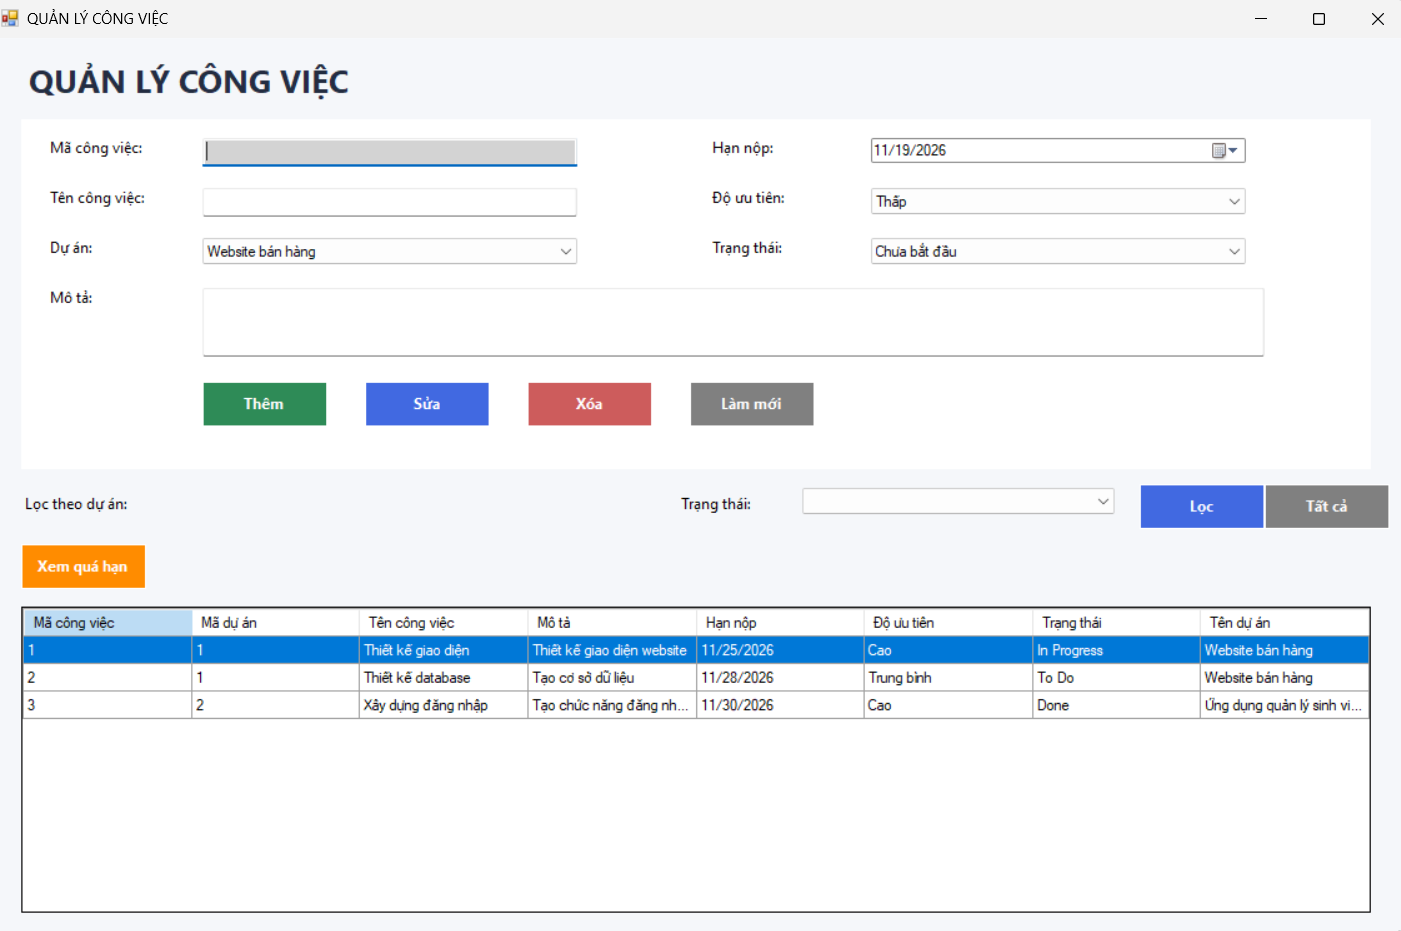 QUẢN LÝ CÔNG VIỆC
QUẢN LÝ CÔNG VIỆC
Mã công việc:
Hạn nộp: 11/19/2026
Tên công việc:
Độ ưu tiên: Thấp
Dự án: Website bán hàng
Trạng thái: Chưa bắt đầu
Mô tả:
Thêm Sửa Xóa Làm mới
Lọc theo dự án: Trạng thái: Lọc Tất cả
Xem quá hạn
Mã công việc Mã dự án Tên công việc Mô tả Hạn nộp Độ ưu tiên Trạng thái Tên dự án
1 1 Thiết kế giao diện Thiết kế giao diện website 11/25/2026 Cao In Progress Website bán hàng
2 1 Thiết kế database Tạo cơ sở dữ liệu 11/28/2026 Trung bình To Do Website bán hàng
3 2 Xây dựng đăng nhập Tạo chức năng đăng nh... 11/30/2026 Cao Done Ứng dụng quản lý sinh vi...